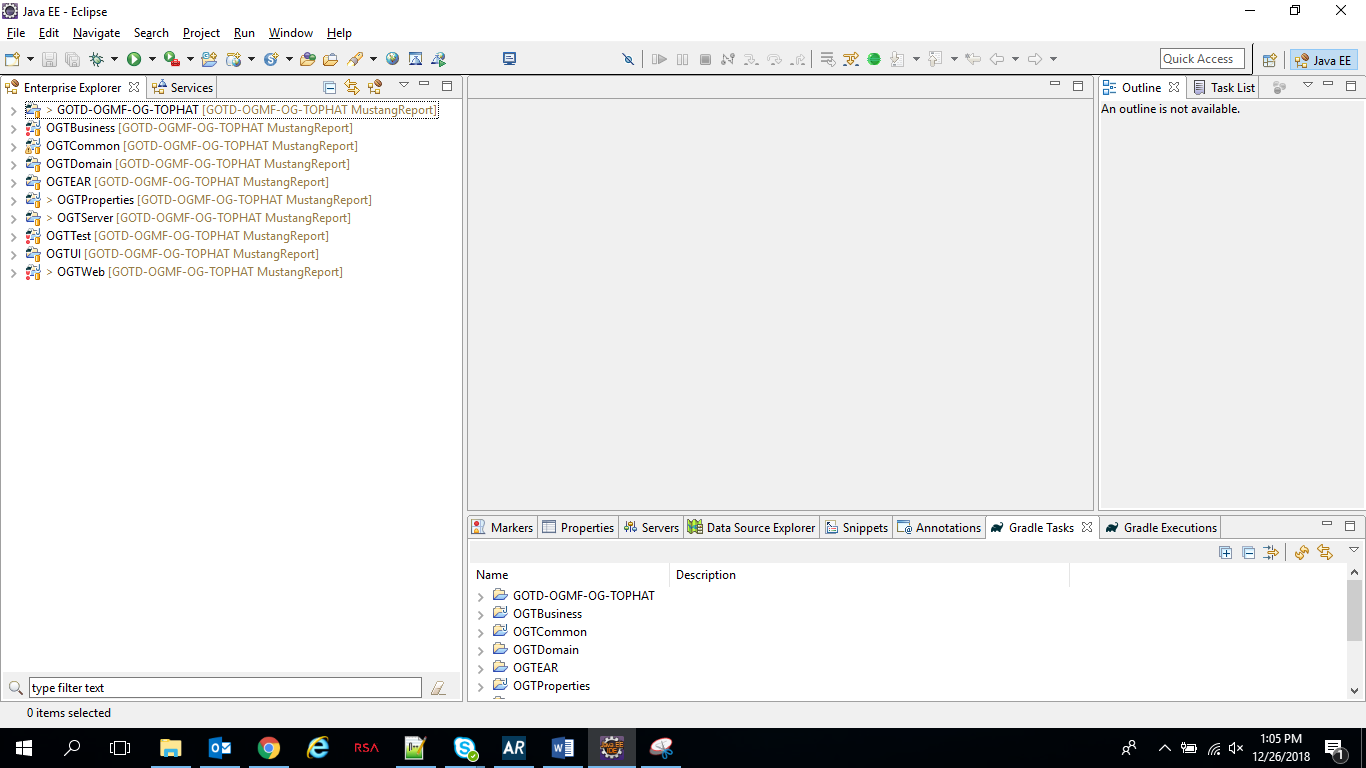 Java EE - Eclipse
File Edit Navigate Search Project Run Window Help
Quick Access
Java EE
Enterprise Explorer
Services
> GOTD-OGMF-OG-TOPHAT [GOTD-OGMF-OG-TOPHAT MustangReport]
OGTBusiness [GOTD-OGMF-OG-TOPHAT MustangReport]
OGTCommon [GOTD-OGMF-OG-TOPHAT MustangReport]
OGTDomain [GOTD-OGMF-OG-TOPHAT MustangReport]
OGTEAR [GOTD-OGMF-OG-TOPHAT MustangReport]
> OGTProperties [GOTD-OGMF-OG-TOPHAT MustangReport]
> OGTServer [GOTD-OGMF-OG-TOPHAT MustangReport]
OGTTest [GOTD-OGMF-OG-TOPHAT MustangReport]
OGTUI [GOTD-OGMF-OG-TOPHAT MustangReport]
> OGTWeb [GOTD-OGMF-OG-TOPHAT MustangReport]
type filter text
0 items selected
Outline
Task List
An outline is not available.
Markers Properties Servers Data Source Explorer Snippets Annotations Gradle Tasks Gradle Executions
Name Description
GOTD-OGMF-OG-TOPHAT
OGTBusiness
OGTCommon
OGTDomain
OGTEAR
OGTProperties
RSA
AR
1:05 PM
12/26/2018
1